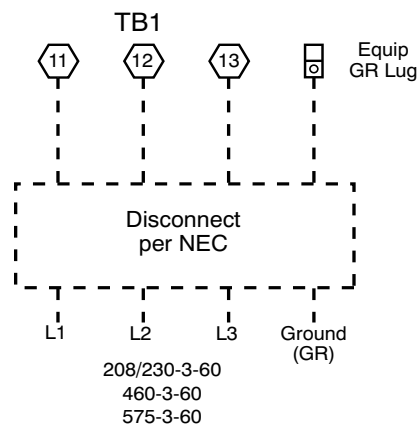 TB1
11 12 13 Equip
GR Lug
Disconnect
per NEC
L1 L2 L3 Ground
(GR)
208/230-3-60
460-3-60
575-3-60